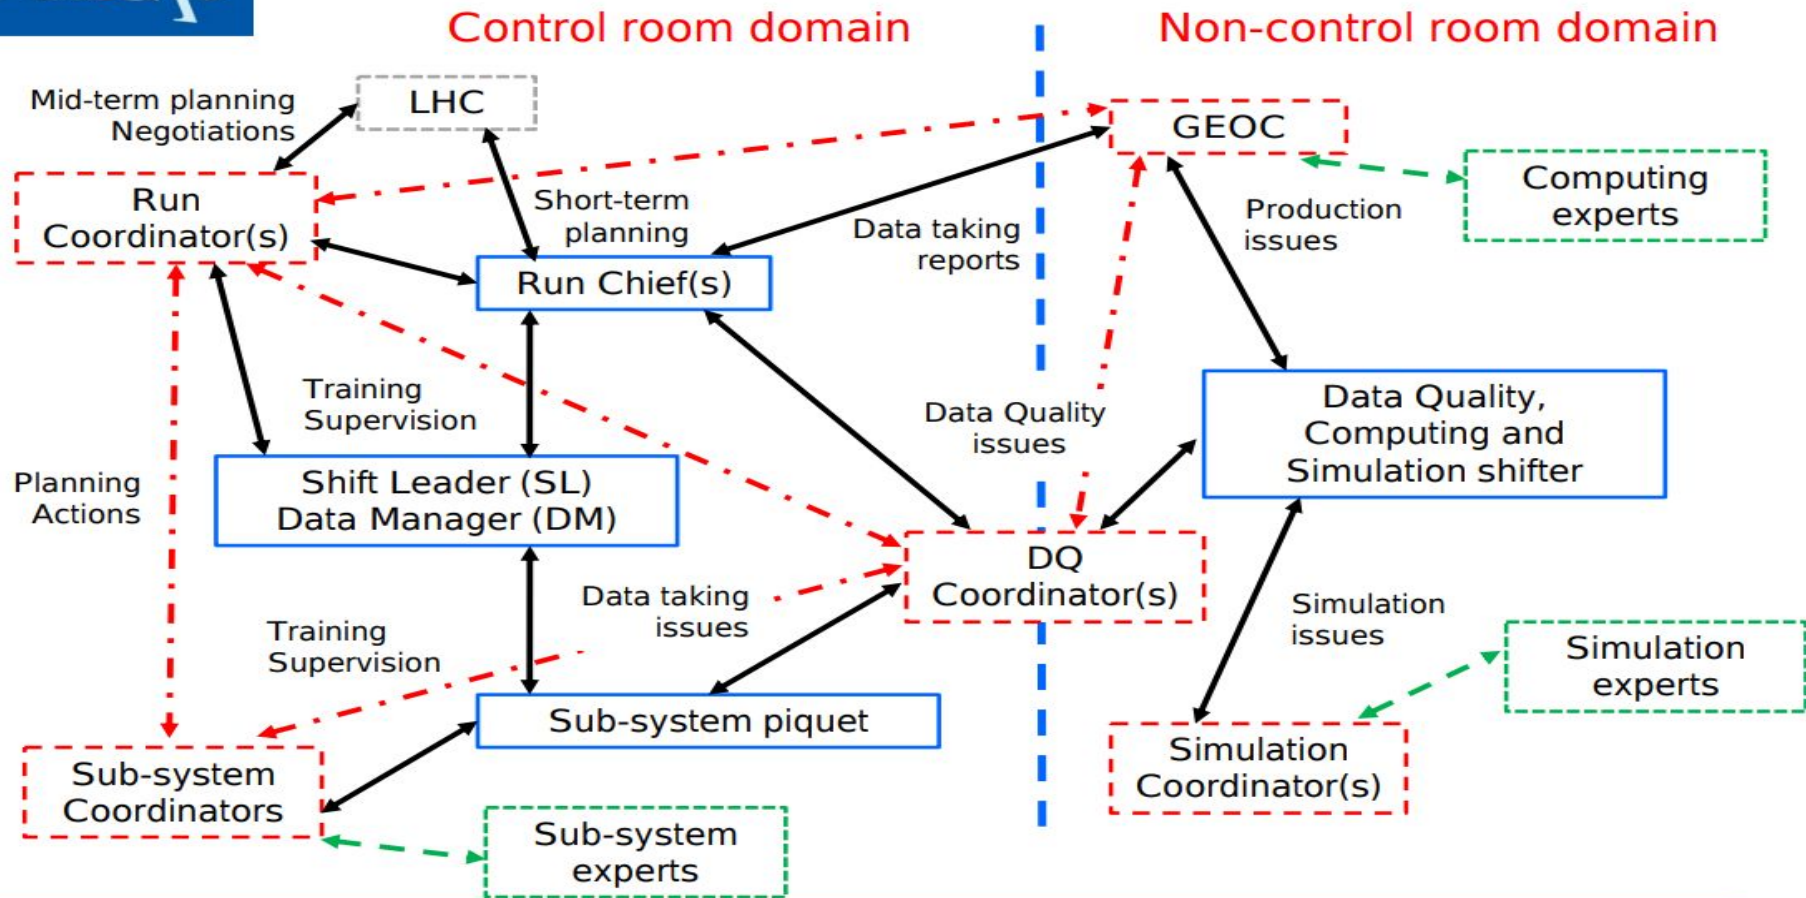 Control room domain
Non-control room domain
Mid-term planning
Negotiations
LHC
GEOC
Computing
experts
Run
Coordinator(s)
Short-term
planning
Data taking
reports
Production
issues
Run Chief(s)
Training
Supervision
Data Quality
issues
Data Quality,
Computing and
Simulation shifter
Planning
Actions
Shift Leader (SL)
Data Manager (DM)
DQ
Coordinator(s)
Data taking
issues
Training
Supervision
Simulation
issues
Simulation
experts
Sub-system piquet
Sub-system
Coordinators
Simulation
Coordinator(s)
Sub-system
experts